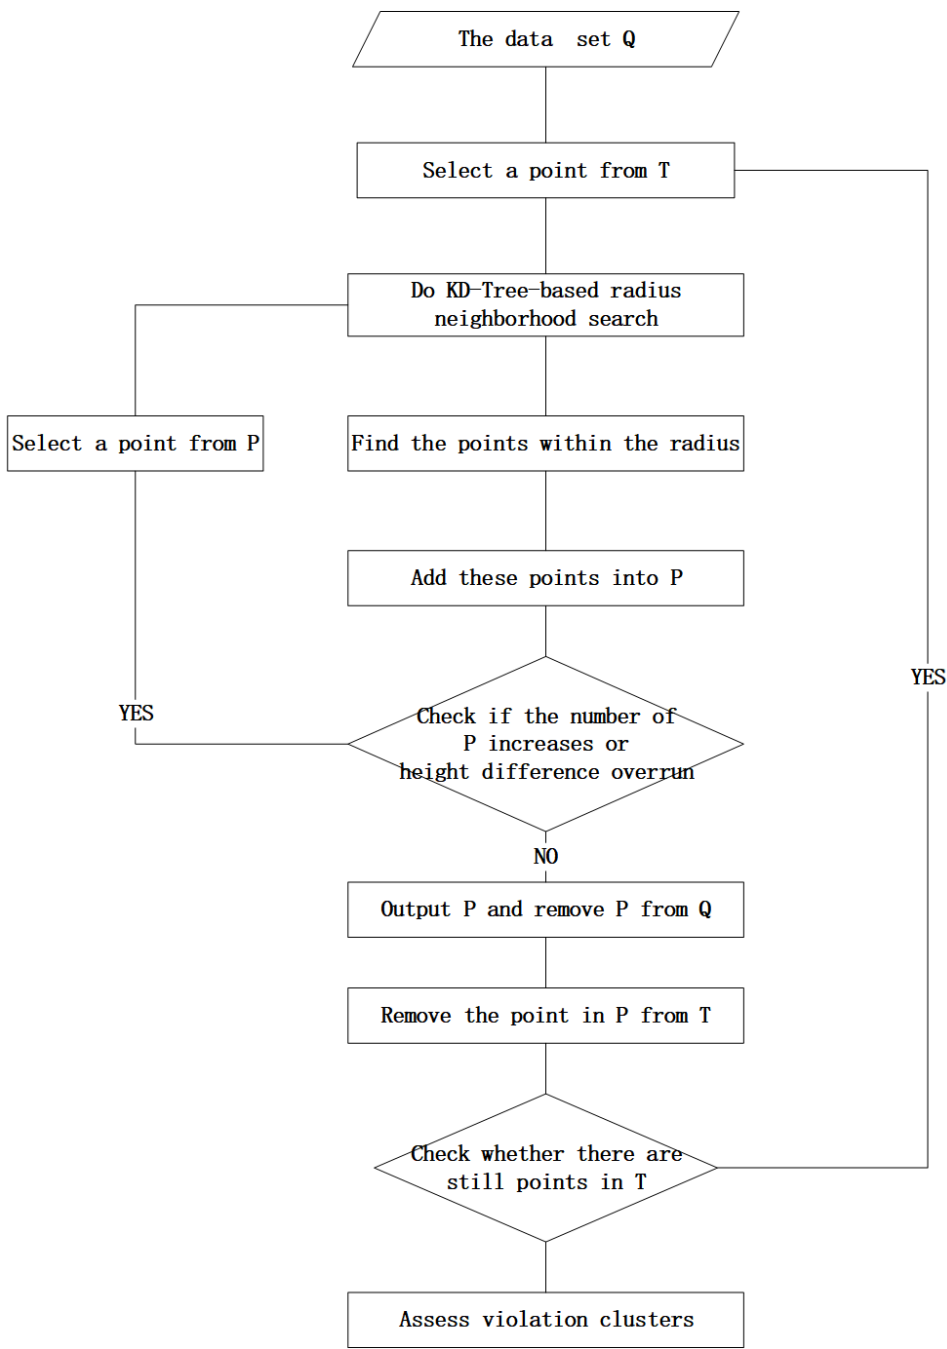 The data set Q
Select a point from T
Do KD-Tree-based radius
neighborhood search
Select a point from P
Find the points within the radius
Add these points into P
YES
YES
Check if the number of
P increases or
height difference overrun
NO
Output P and remove P from Q
Remove the point in P from T
Check whether there are
still points in T
Assess violation clusters